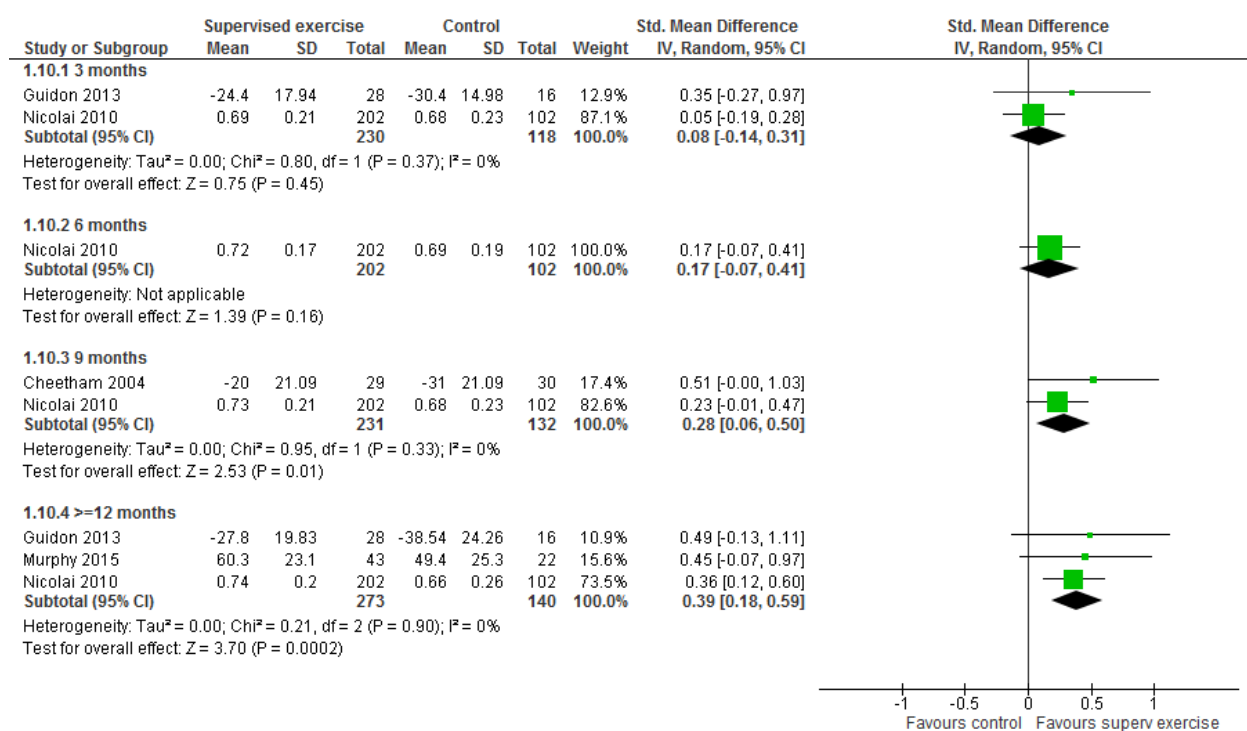 Supervised exercise Control Std. Mean Difference Std. Mean Difference
Study or Subgroup Mean SD Total Mean SD Total Weight IV, Random, 95% CI IV, Random, 95% CI
1.10.1 3 months
Guidon 2013 -24.4 17.94 28 -30.4 14.98 16 12.9% 0.35 [-0.27, 0.97]
Nicolai 2010 0.69 0.21 202 0.68 0.23 102 87.1% 0.05 [-0.19, 0.28]
Subtotal (95% CI) 230 118 100.0% 0.08 [-0.14, 0.31]
Heterogeneity: Tau² = 0.00; Chi² = 0.80, df = 1 (P = 0.37); I² = 0%
Test for overall effect: Z = 0.75 (P = 0.45)
1.10.2 6 months
Nicolai 2010 0.72 0.17 202 0.69 0.19 102 100.0% 0.17 [-0.07, 0.41]
Subtotal (95% CI) 202 102 100.0% 0.17 [-0.07, 0.41]
Heterogeneity: Not applicable
Test for overall effect: Z = 1.39 (P = 0.16)
1.10.3 9 months
Cheetham 2004 -20 21.09 29 -31 21.09 30 17.4% 0.51 [-0.00, 1.03]
Nicolai 2010 0.73 0.21 202 0.68 0.23 102 82.6% 0.23 [-0.01, 0.47]
Subtotal (95% CI) 231 132 100.0% 0.28 [0.06, 0.50]
Heterogeneity: Tau² = 0.00; Chi² = 0.95, df = 1 (P = 0.33); I² = 0%
Test for overall effect: Z = 2.53 (P = 0.01)
1.10.4 >=12 months
Guidon 2013 -27.8 19.83 28 -38.54 24.26 16 10.9% 0.49 [-0.13, 1.11]
Murphy 2015 60.3 23.1 43 49.4 25.3 22 15.6% 0.45 [-0.07, 0.97]
Nicolai 2010 0.74 0.2 202 0.66 0.26 102 73.5% 0.36 [0.12, 0.60]
Subtotal (95% CI) 273 140 100.0% 0.39 [0.18, 0.59]
Heterogeneity: Tau² = 0.00; Chi² = 0.21, df = 2 (P = 0.90); I² = 0%
Test for overall effect: Z = 3.70 (P = 0.0002)
-1 -0.5 0 0.5 1
Favours control Favours superv exercise